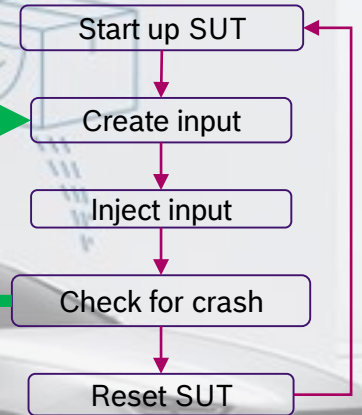 Start up SUT
Create input
Inject input
Check for crash
Reset SUT